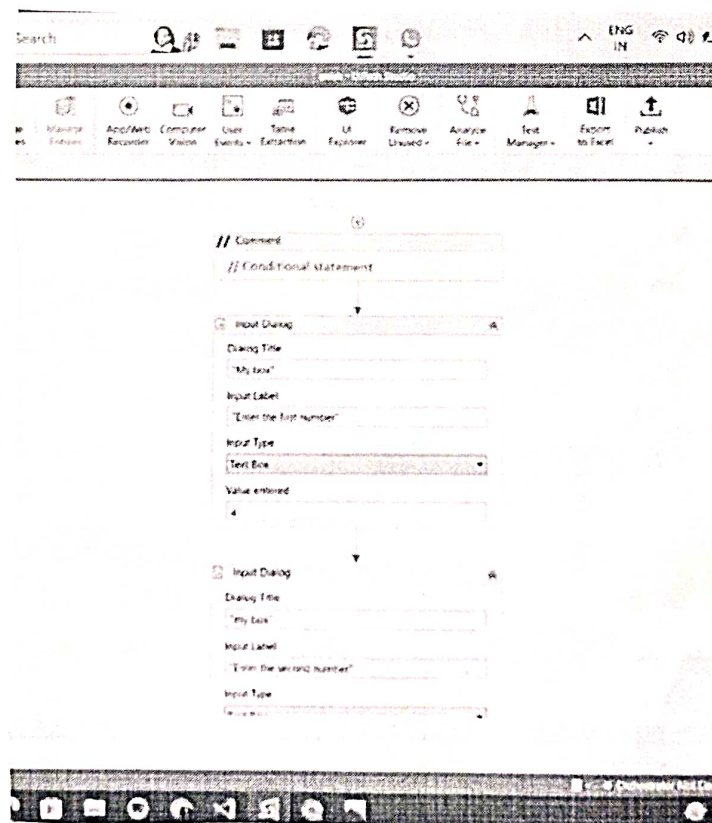 Search
ENG
IN
Manage
Entities
App/Web
Recorder
Computer
Vision
User
Events
Table
Extraction
UI
Explorer
Remove
Unused
Analyze
File
Test
Manager
Export
to Excel
Publish
// Comment
// Conditional statement
Input Dialog
Dialog Title
"My box"
Input Label
"Enter the first number"
Input Type
Text Box
Value entered
Input Dialog
Dialog Title
"my box"
Input Label
"Enter the second number"
Input Type